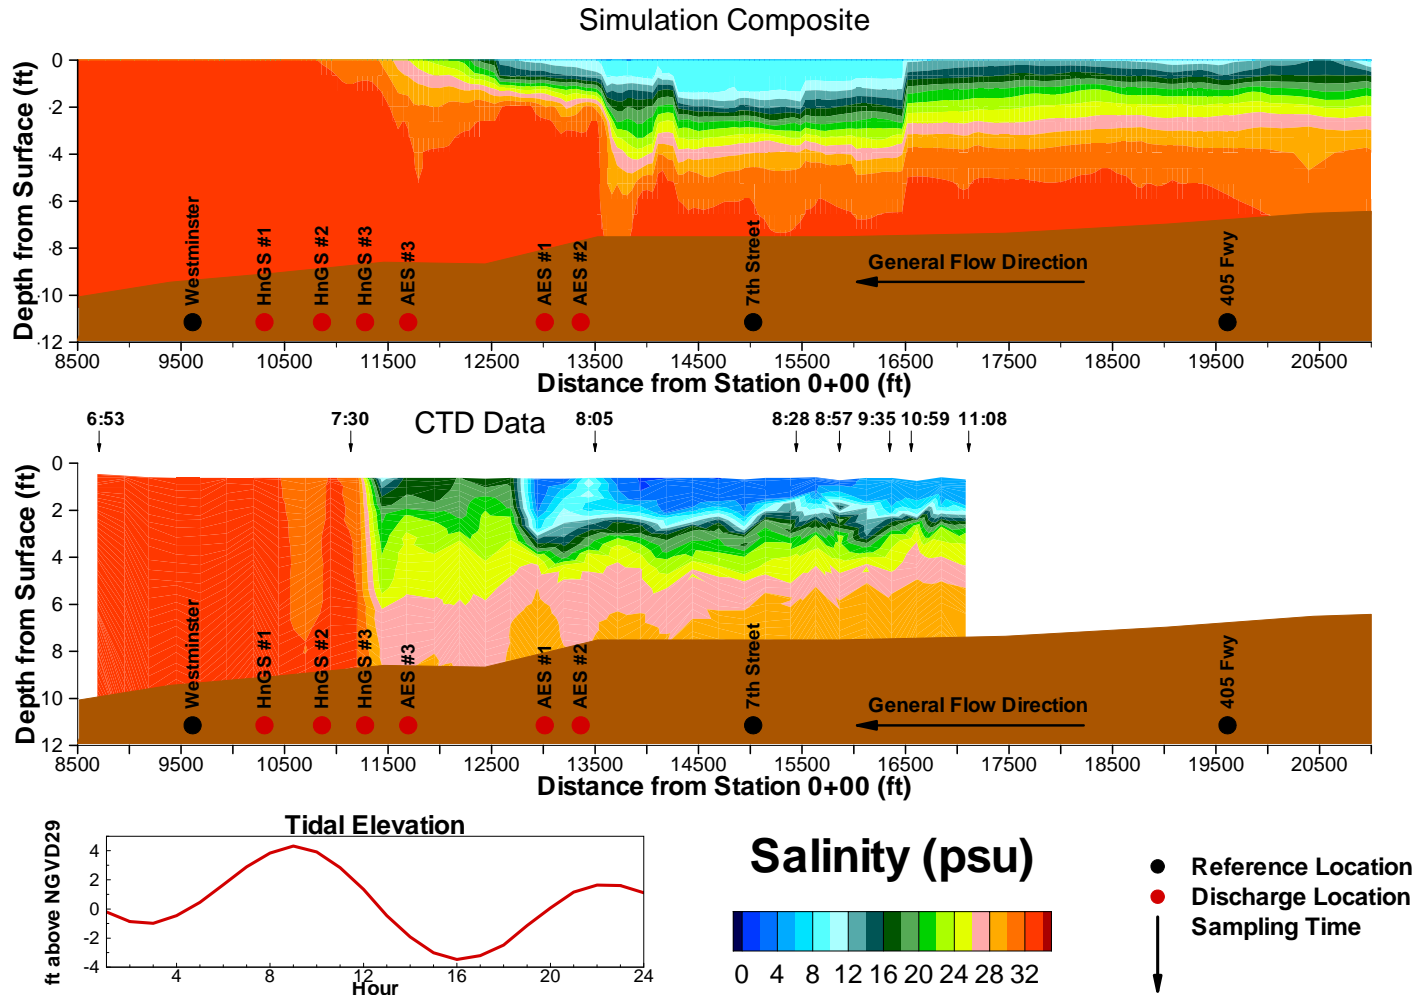 Simulation Composite
Depth from Surface (ft)
0
-2
-4
-6
-8
-10
-12
Westminster
HnGS #1
HnGS #2
HnGS #3
AES #3
AES #1
AES #2
7th Street
General Flow Direction
405 Fwy
8500 9500 10500 11500 12500 13500 14500 15500 16500 17500 18500 19500 20500
Distance from Station 0+00 (ft)
6:53 7:30 CTD Data 8:05 8:28 8:57 9:35 10:59 11:08
Depth from Surface (ft)
0
2
4
6
8
10
12
Westminster
HnGS #1
HnGS #2
HnGS #3
AES #3
AES #1
AES #2
7th Street
General Flow Direction
405 Fwy
8500 9500 10500 11500 12500 13500 14500 15500 16500 17500 18500 19500 20500
Distance from Station 0+00 (ft)
Tidal Elevation
ft above NGVD29
4
2
0
-2
-4
4 8 12 16 20 24
Hour
Salinity (psu)
0 4 8 12 16 20 24 28 32
Reference Location
Discharge Location
Sampling Time